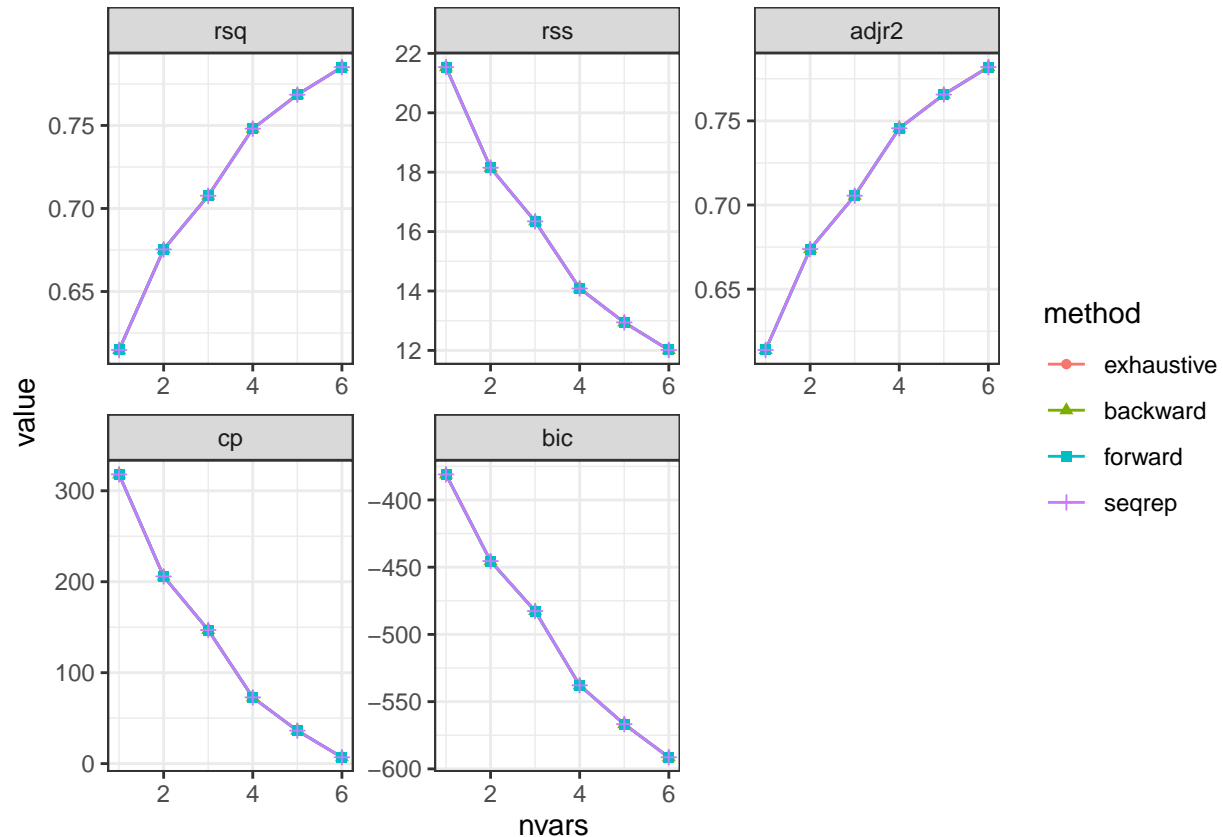 rsq
rss
adjr2
0.75
0.70
0.65
22
20
18
16
14
12
0.75
0.70
0.65
2 4 6
2 4 6
2 4 6
value
cp
bic
300
200
100
0
−400
−450
−500
−550
−600
2 4 6
2 4 6
nvars
method
exhaustive
backward
forward
seqrep